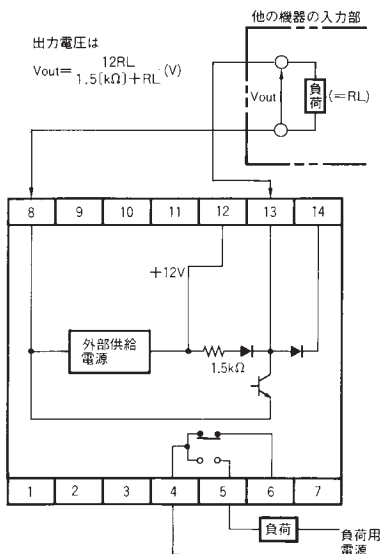 他の機器の入力部
出力電圧は
Vout= 12RL / 1.5(kΩ)+RL (V)
Vout
負荷
(=RL)
8 9 10 11 12 13 14
+12V
外部供給
電源
1.5kΩ
1 2 3 4 5 6 7
負荷
負荷用
電源